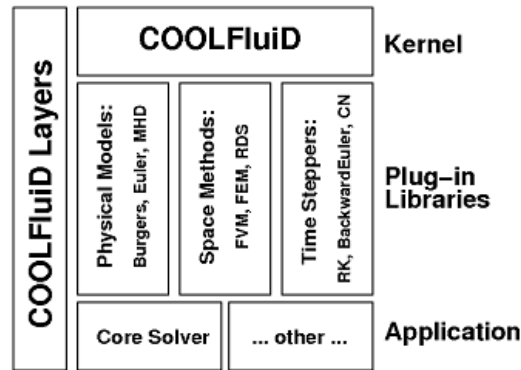 COOLFluiD Layers
COOLFluiD
Kernel
Physical Models:
Burgers, Euler, MHD
Space Methods:
FVM, FEM, RDS
Time Steppers:
RK, BackwardEuler, CN
Plug-in
Libraries
Core Solver
... other ...
Application